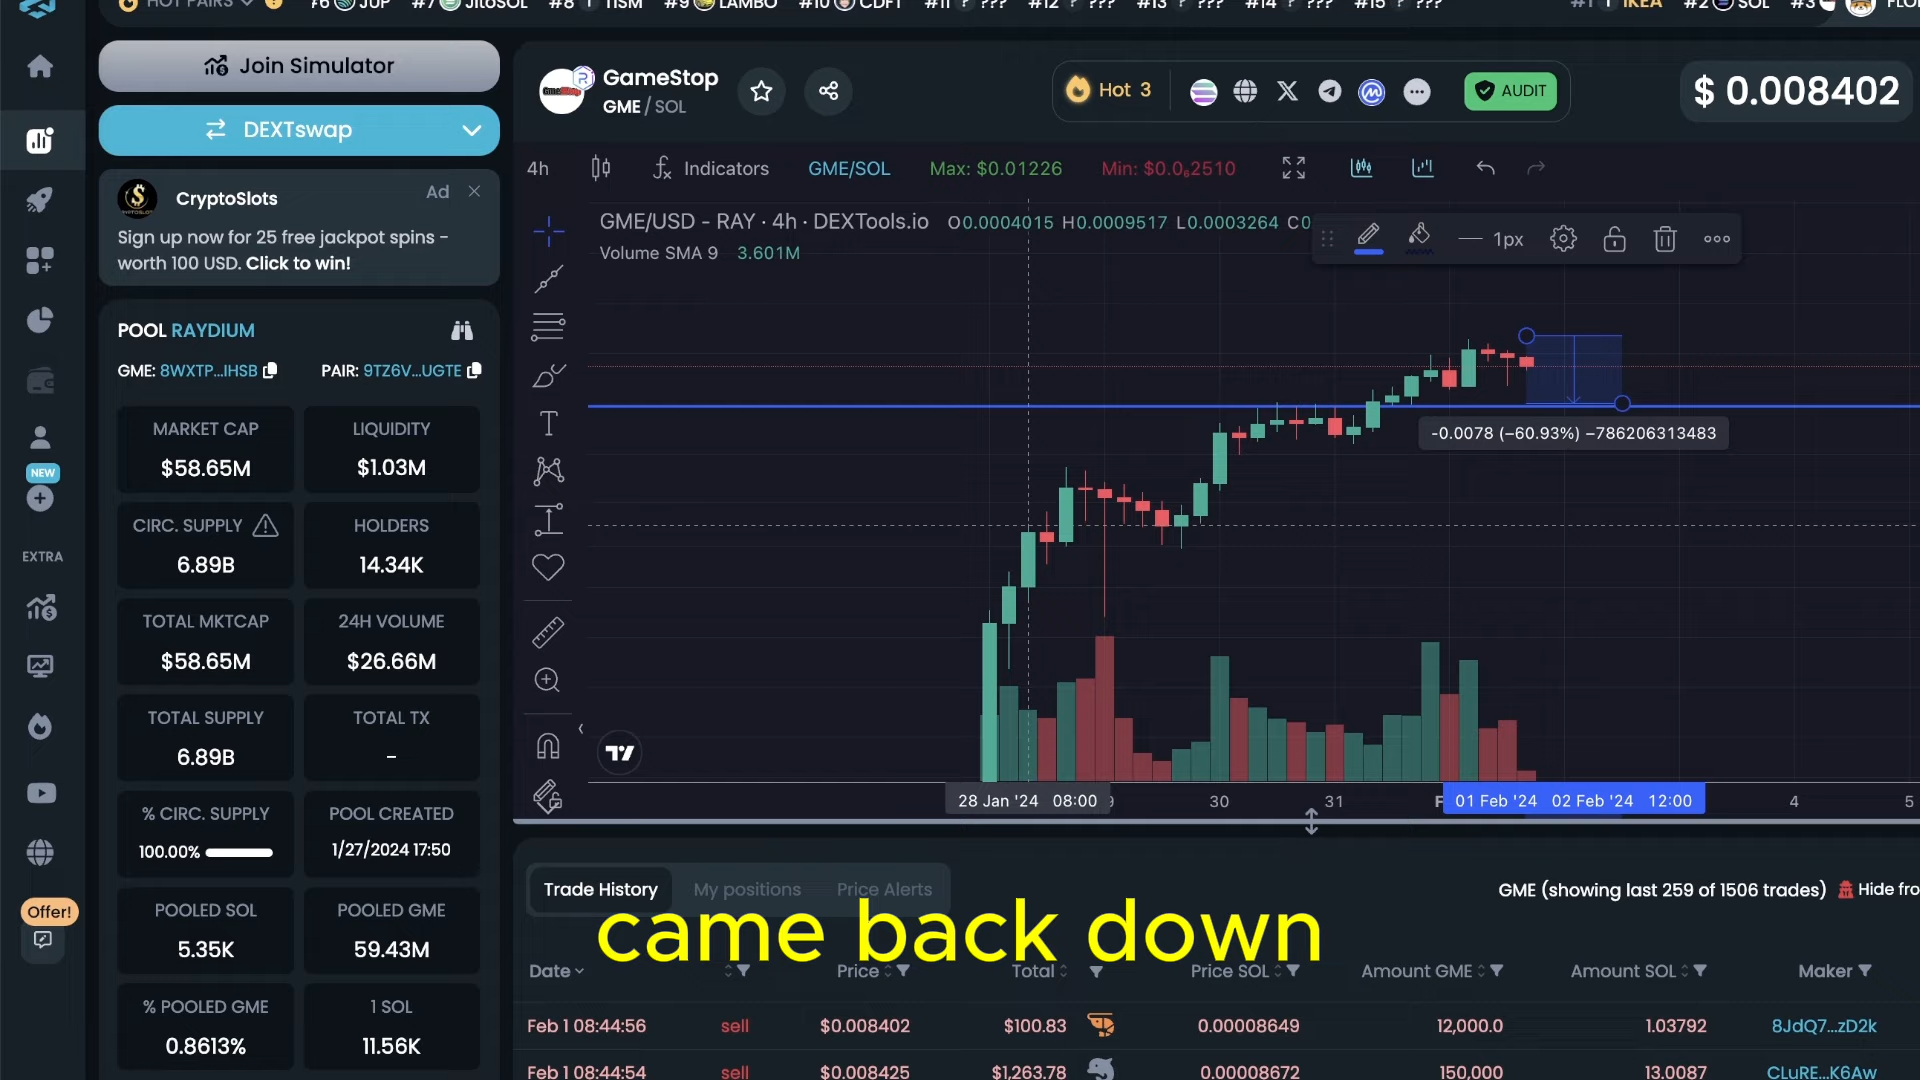 HOT PAIRS
#6 JUP #7 JitoSOL #8 TISM #9 LAMBO #10 CDFT #11 ? ??? #12 ? ??? #13 ? ??? #14 ? ??? #15 ? ???
#1 IKEA #2 SOL #3
Join Simulator
DEXTswap
CryptoSlots
Ad
Sign up now for 25 free jackpot spins -
worth 100 USD. Click to win!
POOL RAYDIUM
GME: 8WXTP...IHSB
PAIR: 9TZ6V...UGTE
MARKET CAP
$58.65M
LIQUIDITY
$1.03M
CIRC. SUPPLY
6.89B
HOLDERS
14.34K
TOTAL MKTCAP
$58.65M
24H VOLUME
$26.66M
TOTAL SUPPLY
6.89B
TOTAL TX
-
% CIRC. SUPPLY
100.00%
POOL CREATED
1/27/2024 17:50
POOLED SOL
5.35K
POOLED GME
59.43M
% POOLED GME
0.8613%
1 SOL
11.56K
NEW
EXTRA
Offer!
GameStop
GME / SOL
Hot 3
AUDIT
$ 0.008402
4h
Indicators
GME/SOL
Max: $0.01226
Min: $0.0₆2510
GME/USD - RAY · 4h · DEXTools.io O0.0004015 H0.0009517 L0.0003264 C0
Volume SMA 9 3.601M
1px
-0.0078 (−60.93%) −786206313483
28 Jan '24 08:00
30
31
01 Feb '24 02 Feb '24 12:00
4
5
Trade History
My positions
Price Alerts
GME (showing last 259 of 1506 trades)
Hide fro
came back down
Date
Price
Total
Price SOL
Amount GME
Amount SOL
Maker
Feb 1 08:44:56 sell $0.008402 $100.83 0.00008649 12,000.0 1.03792 8JdQ7...zD2k
Feb 1 08:44:54 sell $0.008425 $1,263.78 0.00008672 150,000 13.0087 CLuRE...K6Aw